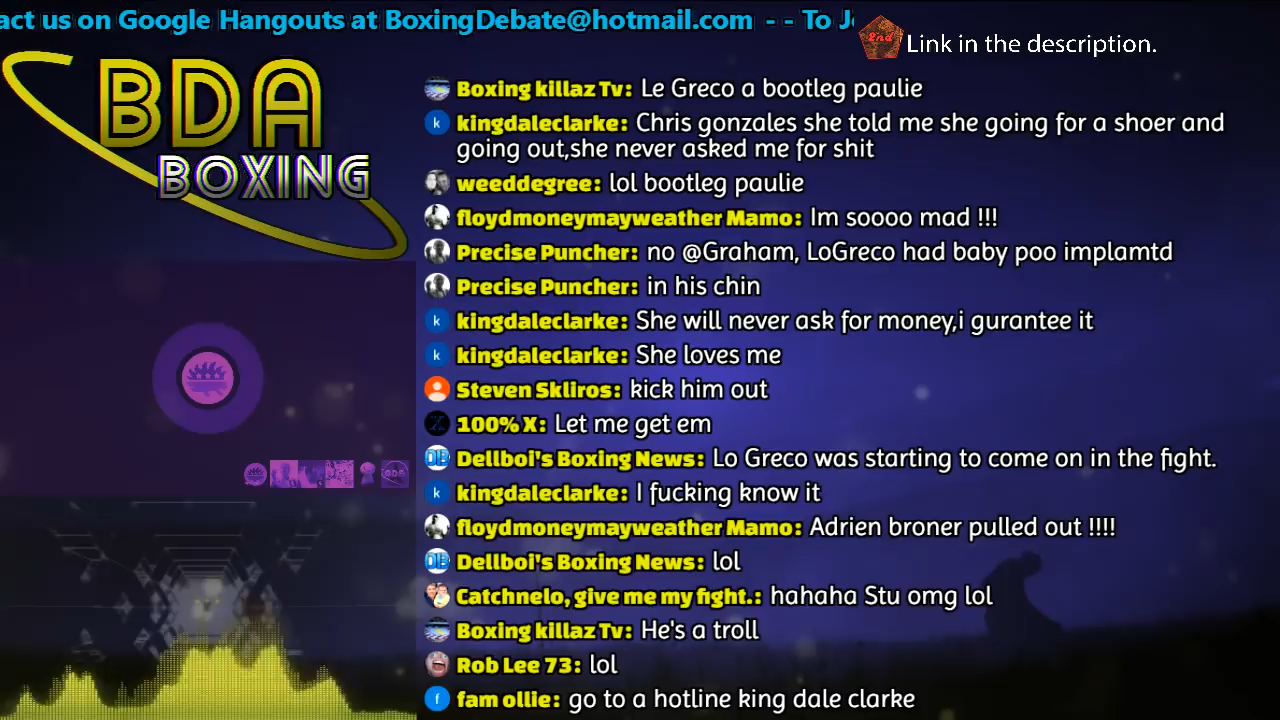 act us on Google Hangouts at BoxingDebate@hotmail.com - - To J
2nd Link in the description.
BDA
BOXING
Boxing killaz Tv: Le Greco a bootleg paulie
k kingdaleclarke: Chris gonzales she told me she going for a shoer and
going out,she never asked me for shit
weeddegree: lol bootleg paulie
floydmoneymayweather Mamo: Im soooo mad !!!
Precise Puncher: no @Graham, LoGreco had baby poo implamtd
Precise Puncher: in his chin
k kingdaleclarke: She will never ask for money,i gurantee it
k kingdaleclarke: She loves me
Steven Skliros: kick him out
100% X: Let me get em
DB Dellboi's Boxing News: Lo Greco was starting to come on in the fight.
k kingdaleclarke: I fucking know it
floydmoneymayweather Mamo: Adrien broner pulled out !!!!
DB Dellboi's Boxing News: lol
Catchnelo, give me my fight.: hahaha Stu omg lol
Boxing killaz Tv: He's a troll
Rob Lee 73: lol
f fam ollie: go to a hotline king dale clarke
BDA